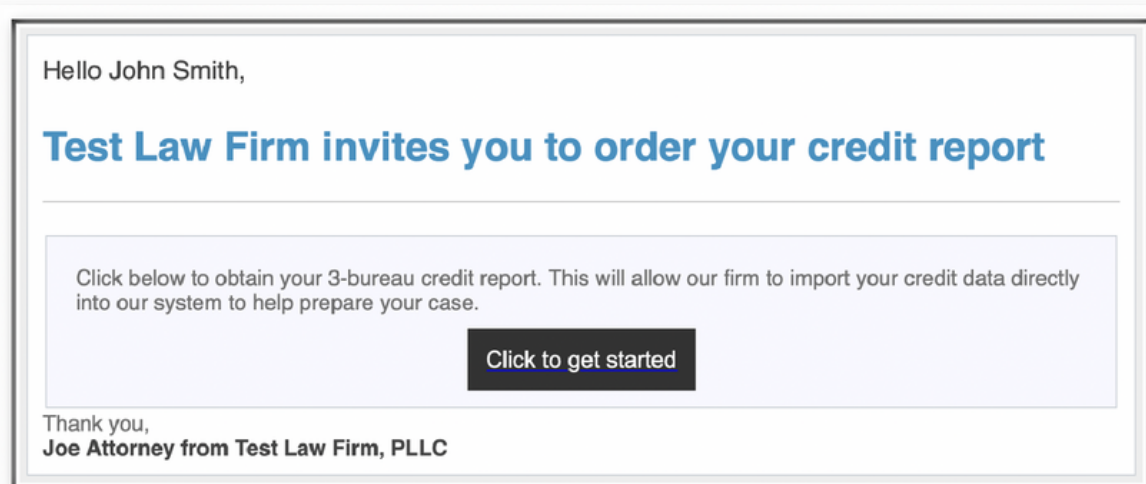 Hello John Smith,
Test Law Firm invites you to order your credit report
Click below to obtain your 3-bureau credit report. This will allow our firm to import your credit data directly
into our system to help prepare your case.
Click to get started
Thank you,
Joe Attorney from Test Law Firm, PLLC